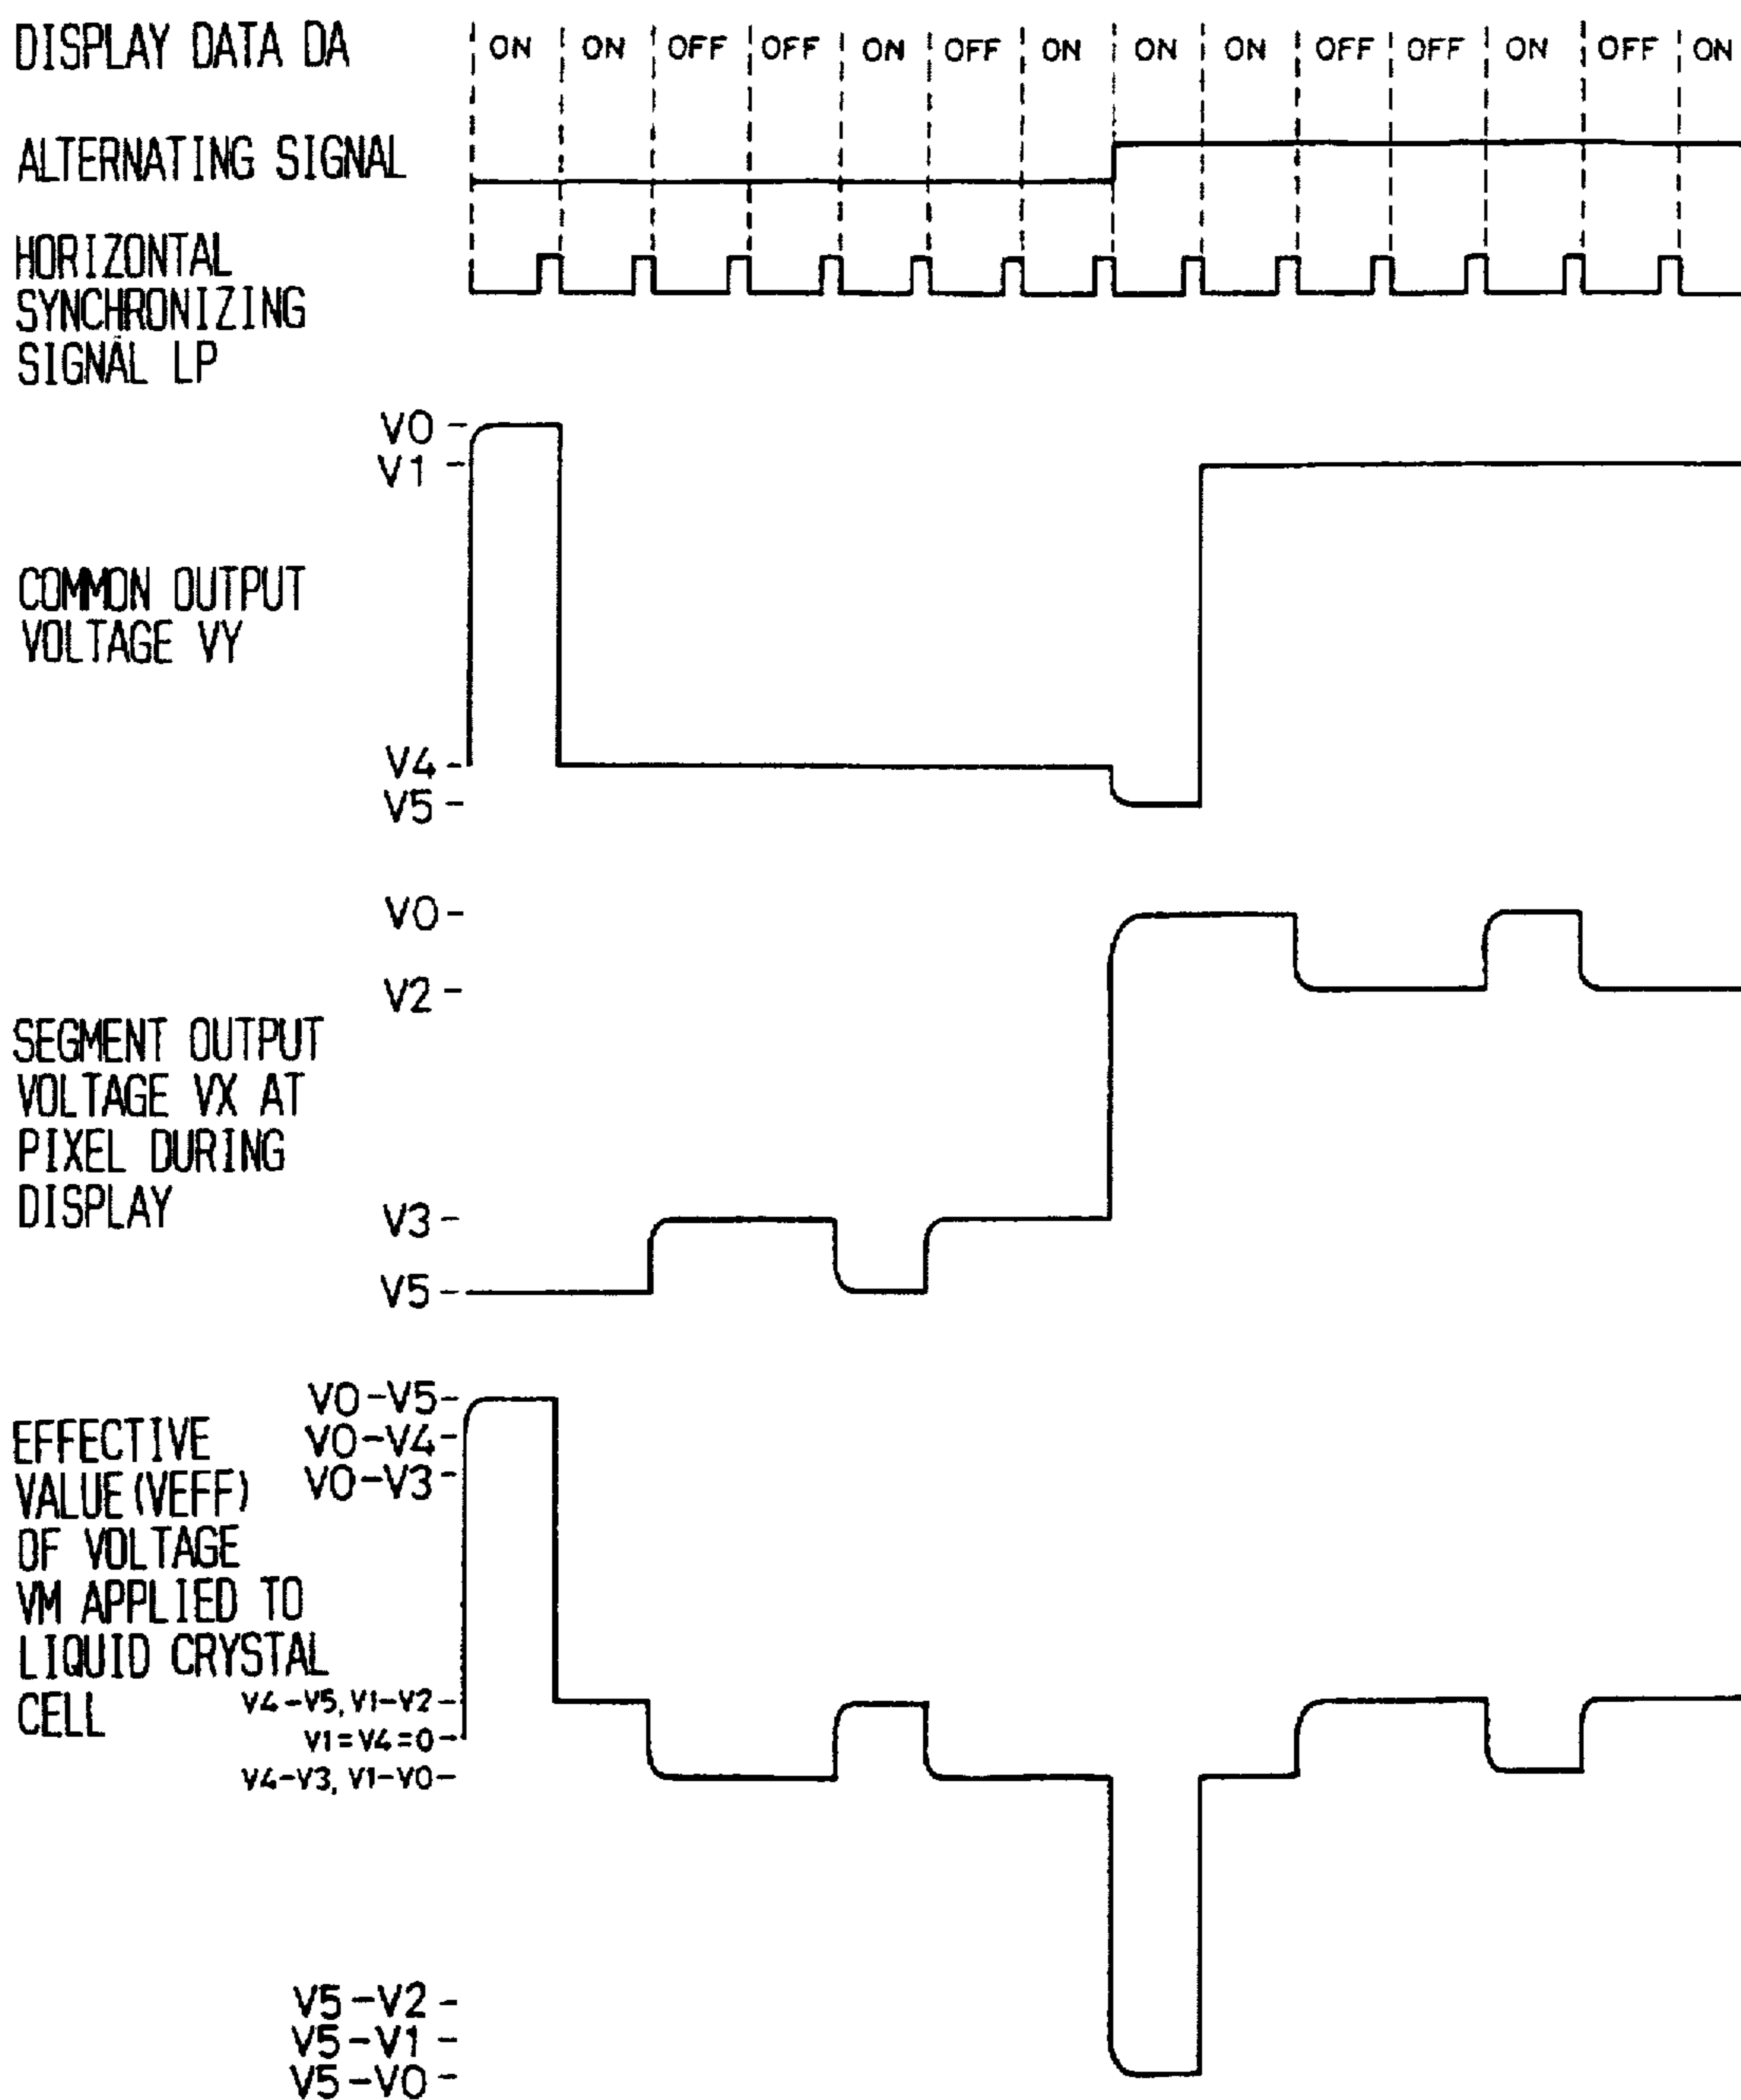 DISPLAY DATA DA
ON ON OFF OFF ON OFF ON ON ON OFF OFF ON OFF ON
ALTERNATING SIGNAL
HORIZONTAL
SYNCHRONIZING
SIGNAL LP
V0
V1
COMMON OUTPUT
VOLTAGE VY
V4
V5
V0
V2
SEGMENT OUTPUT
VOLTAGE VX AT
PIXEL DURING
DISPLAY
V3
V5
EFFECTIVE
VALUE (VEFF)
OF VOLTAGE
VM APPLIED TO
LIQUID CRYSTAL
CELL
V0-V5
V0-V4
V0-V3
V4-V5, V1-V2
V1=V4=0
V4-V3, V1-V0
V5-V2
V5-V1
V5-V0